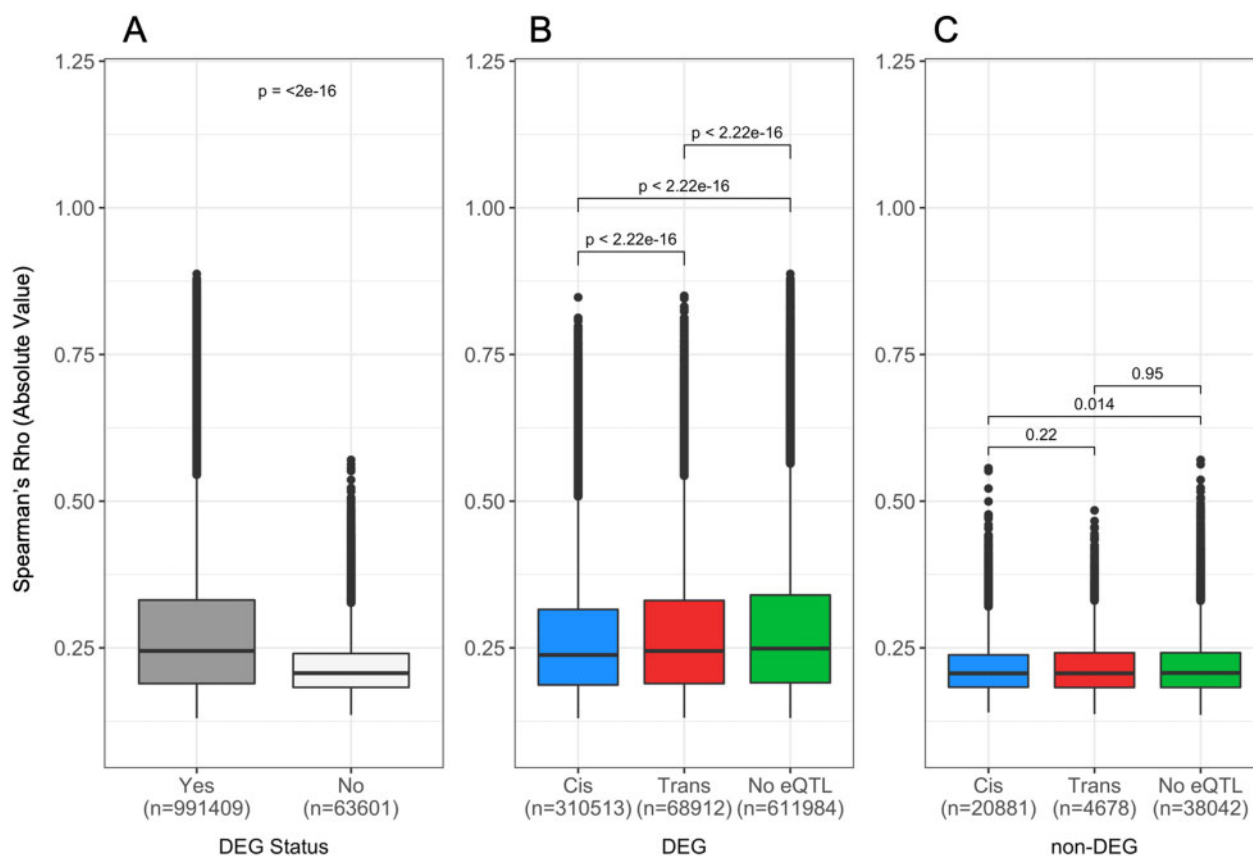 A
B
C
Spearman's Rho (Absolute Value)
1.25
1.00
0.75
0.50
0.25
p = <2e-16
Yes
(n=991409)
No
(n=63601)
DEG Status
1.25
1.00
0.75
0.50
0.25
p < 2.22e-16
p < 2.22e-16
p < 2.22e-16
Cis
(n=310513)
Trans
(n=68912)
No eQTL
(n=611984)
DEG
1.25
1.00
0.75
0.50
0.25
0.95
0.014
0.22
Cis
(n=20881)
Trans
(n=4678)
No eQTL
(n=38042)
non-DEG